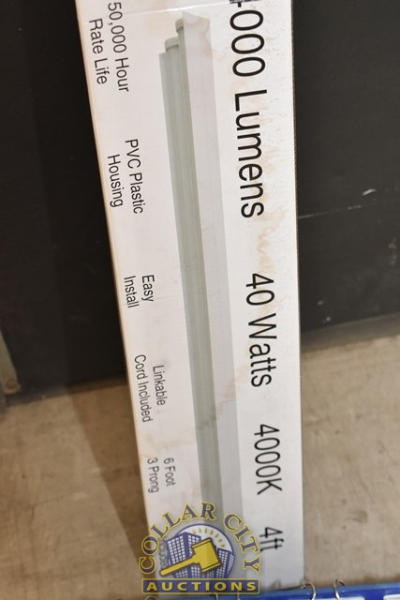 000 Lumens 40 Watts 4000K 4ft
50,000 Hour
Rate Life
PVC Plastic
Housing
Easy
Install
Linkable
Cord Included
6 Foot
3 Prong
COLLAR CITY
AUCTIONS